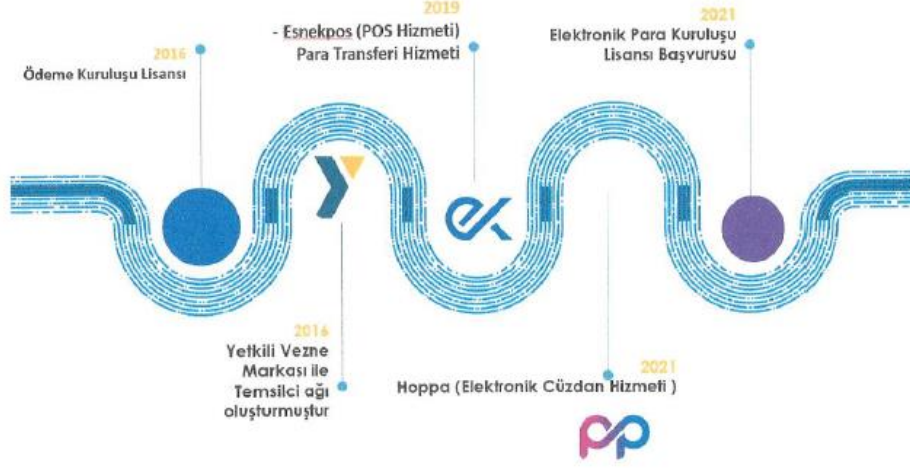 2016
Ödeme Kuruluşu Lisansı
2016
Yetkili Vezne
Markası ile
Temsilci ağı
oluşturmuştur
2019
- Esnekpos (POS Hizmeti)
Para Transferi Hizmeti
2021
Hoppa (Elektronik Cüzdan Hizmeti )
2021
Elektronik Para Kuruluşu
Lisansı Başvurusu